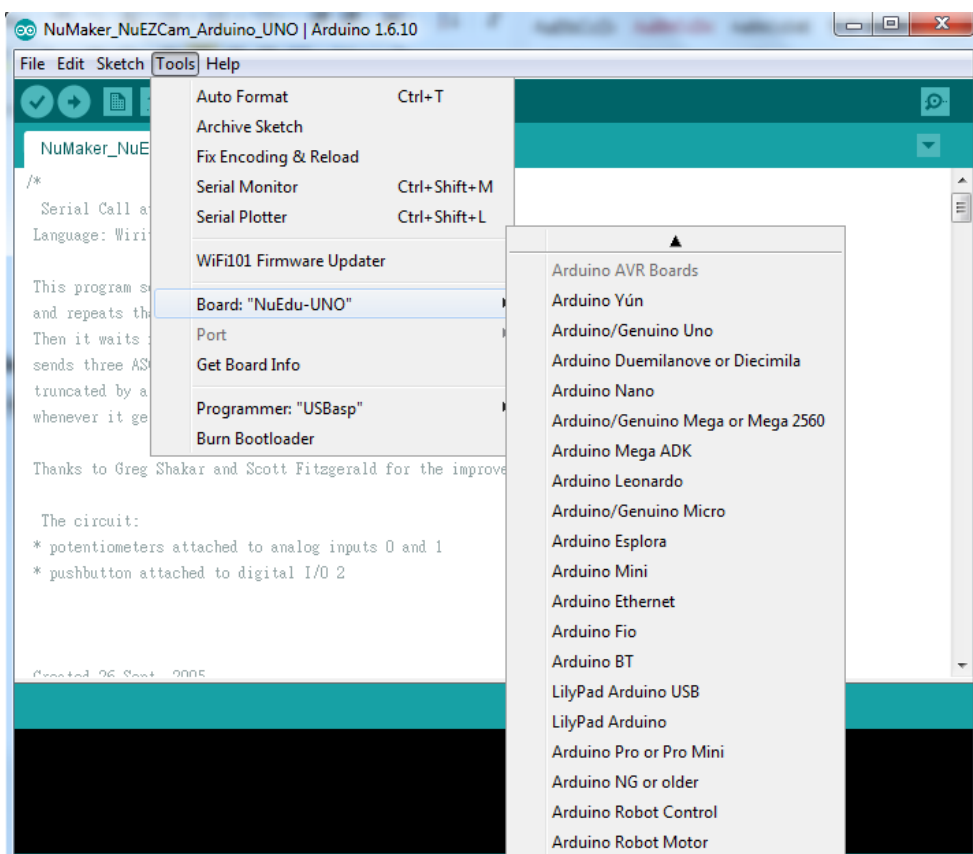 NuMaker_NuEZCam_Arduino_UNO | Arduino 1.6.10
File Edit Sketch Tools Help
Auto Format Ctrl+T
Archive Sketch
Fix Encoding & Reload
Serial Monitor Ctrl+Shift+M
Serial Plotter Ctrl+Shift+L
WiFi101 Firmware Updater
Board: "NuEdu-UNO"
Port
Get Board Info
Programmer: "USBasp"
Burn Bootloader
Arduino AVR Boards
Arduino Yún
Arduino/Genuino Uno
Arduino Duemilanove or Diecimila
Arduino Nano
Arduino/Genuino Mega or Mega 2560
Arduino Mega ADK
Arduino Leonardo
Arduino/Genuino Micro
Arduino Esplora
Arduino Mini
Arduino Ethernet
Arduino Fio
Arduino BT
LilyPad Arduino USB
LilyPad Arduino
Arduino Pro or Pro Mini
Arduino NG or older
Arduino Robot Control
Arduino Robot Motor
NuMaker_NuE
/*
Serial Call a
Language: Wiri
This program s
and repeats th
Then it waits
sends three AS
truncated by a
whenever it ge
Thanks to Greg Shakar and Scott Fitzgerald for the improve
The circuit:
* potentiometers attached to analog inputs 0 and 1
* pushbutton attached to digital I/O 2
Created 26 Sept. 2005